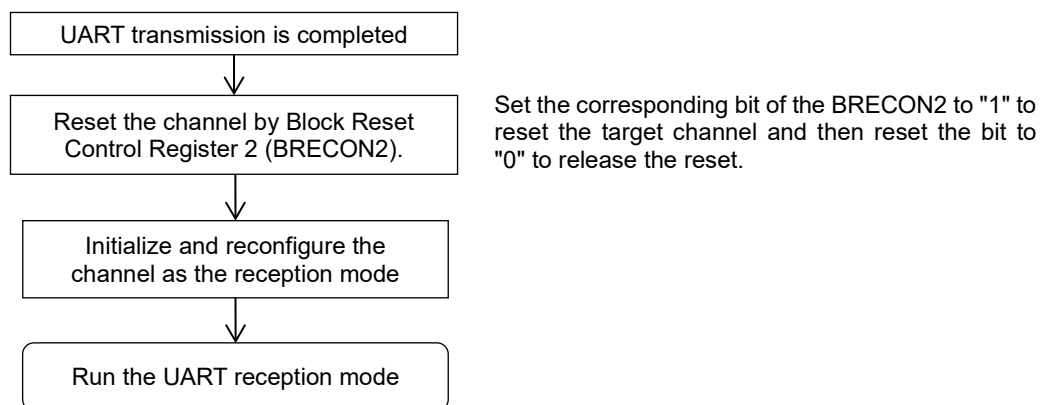 UART transmission is completed
Reset the channel by Block Reset
Control Register 2 (BRECON2).
Set the corresponding bit of the BRECON2 to "1" to
reset the target channel and then reset the bit to
"0" to release the reset.
Initialize and reconfigure the
channel as the reception mode
Run the UART reception mode